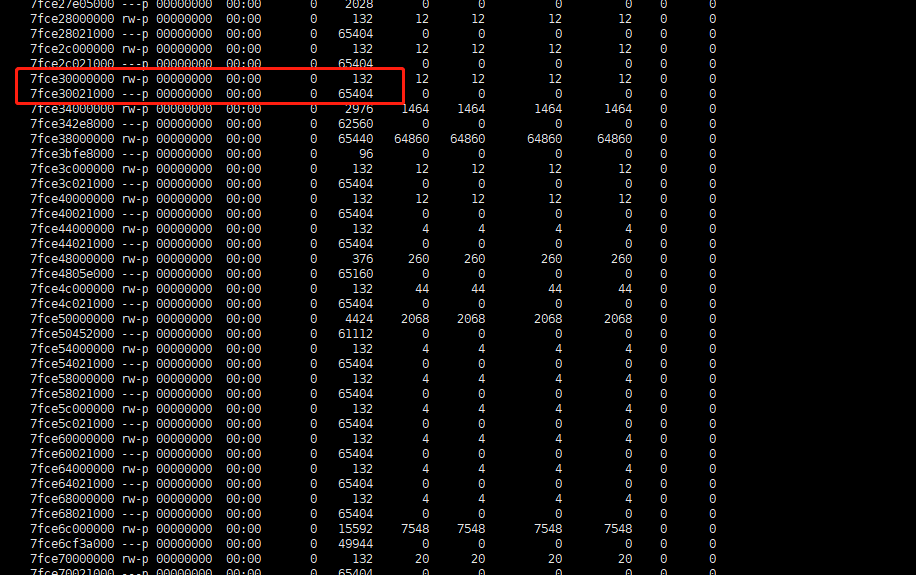 7fce27e05000 ---p 00000000 00:00 0 2028 0 0 0 0 0 0
7fce28000000 rw-p 00000000 00:00 0 132 12 12 12 12 0 0
7fce28021000 ---p 00000000 00:00 0 65404 0 0 0 0 0 0
7fce2c000000 rw-p 00000000 00:00 0 132 12 12 12 12 0 0
7fce2c021000 ---p 00000000 00:00 0 65404 0 0 0 0 0 0
7fce30000000 rw-p 00000000 00:00 0 132 12 12 12 12 0 0
7fce30021000 ---p 00000000 00:00 0 65404 0 0 0 0 0 0
7fce34000000 rw-p 00000000 00:00 0 2976 1464 1464 1464 1464 0 0
7fce342e8000 ---p 00000000 00:00 0 62560 0 0 0 0 0 0
7fce38000000 rw-p 00000000 00:00 0 65440 64860 64860 64860 64860 0 0
7fce3bfe8000 ---p 00000000 00:00 0 96 0 0 0 0 0 0
7fce3c000000 rw-p 00000000 00:00 0 132 12 12 12 12 0 0
7fce3c021000 ---p 00000000 00:00 0 65404 0 0 0 0 0 0
7fce40000000 rw-p 00000000 00:00 0 132 12 12 12 12 0 0
7fce40021000 ---p 00000000 00:00 0 65404 0 0 0 0 0 0
7fce44000000 rw-p 00000000 00:00 0 132 4 4 4 4 0 0
7fce44021000 ---p 00000000 00:00 0 65404 0 0 0 0 0 0
7fce48000000 rw-p 00000000 00:00 0 376 260 260 260 260 0 0
7fce4805e000 ---p 00000000 00:00 0 65160 0 0 0 0 0 0
7fce4c000000 rw-p 00000000 00:00 0 132 44 44 44 44 0 0
7fce4c021000 ---p 00000000 00:00 0 65404 0 0 0 0 0 0
7fce50000000 rw-p 00000000 00:00 0 4424 2068 2068 2068 2068 0 0
7fce50452000 ---p 00000000 00:00 0 61112 0 0 0 0 0 0
7fce54000000 rw-p 00000000 00:00 0 132 4 4 4 4 0 0
7fce54021000 ---p 00000000 00:00 0 65404 0 0 0 0 0 0
7fce58000000 rw-p 00000000 00:00 0 132 4 4 4 4 0 0
7fce58021000 ---p 00000000 00:00 0 65404 0 0 0 0 0 0
7fce5c000000 rw-p 00000000 00:00 0 132 4 4 4 4 0 0
7fce5c021000 ---p 00000000 00:00 0 65404 0 0 0 0 0 0
7fce60000000 rw-p 00000000 00:00 0 132 4 4 4 4 0 0
7fce60021000 ---p 00000000 00:00 0 65404 0 0 0 0 0 0
7fce64000000 rw-p 00000000 00:00 0 132 4 4 4 4 0 0
7fce64021000 ---p 00000000 00:00 0 65404 0 0 0 0 0 0
7fce68000000 rw-p 00000000 00:00 0 132 4 4 4 4 0 0
7fce68021000 ---p 00000000 00:00 0 65404 0 0 0 0 0 0
7fce6c000000 rw-p 00000000 00:00 0 15592 7548 7548 7548 7548 0 0
7fce6cf3a000 ---p 00000000 00:00 0 49944 0 0 0 0 0 0
7fce70000000 rw-p 00000000 00:00 0 132 20 20 20 20 0 0
7fce70021000 ---p 00000000 00:00 0 65404 0 0 0 0 0 0